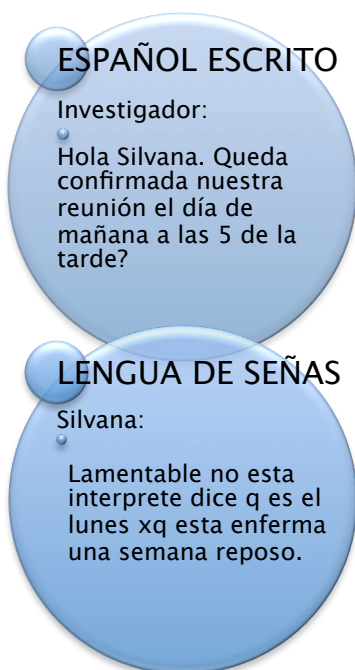 ESPAÑOL ESCRITO
Investigador:
Hola Silvana. Queda
confirmada nuestra
reunión el día de
mañana a las 5 de la
tarde?
LENGUA DE SEÑAS
Silvana:
Lamentable no esta
interprete dice q es el
lunes xq esta enferma
una semana reposo.